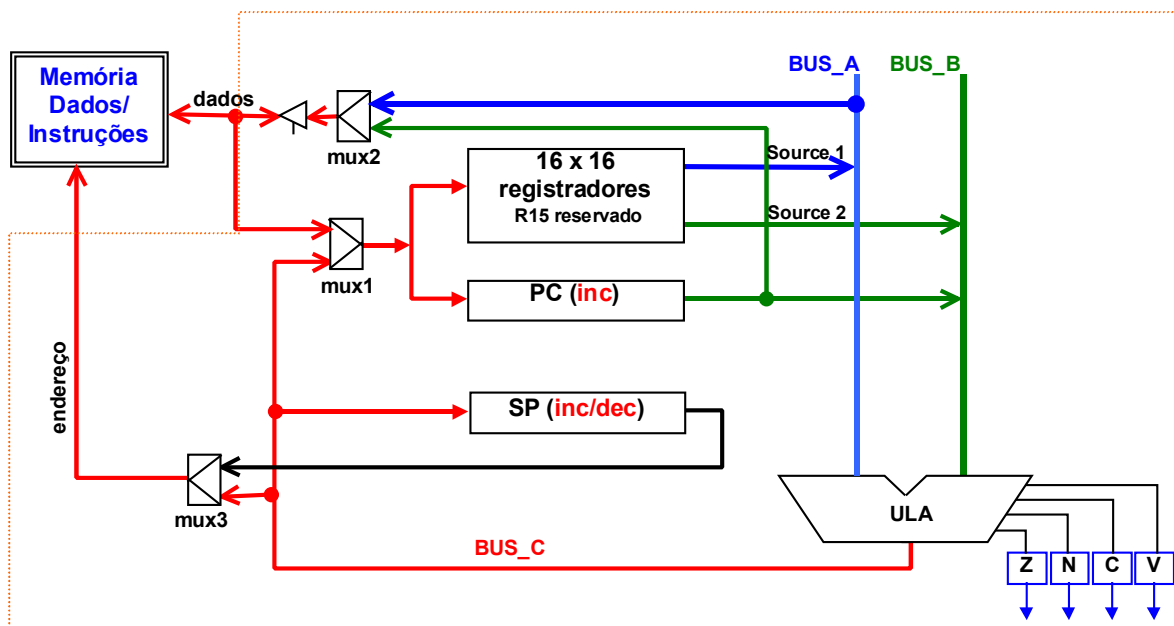 Memória
Dados/
Instruções
dados
mux2
BUS_A
BUS_B
16 x 16
registradores
R15 reservado
Source 1
Source 2
mux1
PC (inc)
endereço
SP (inc/dec)
mux3
ULA
BUS_C
Z
N
C
V